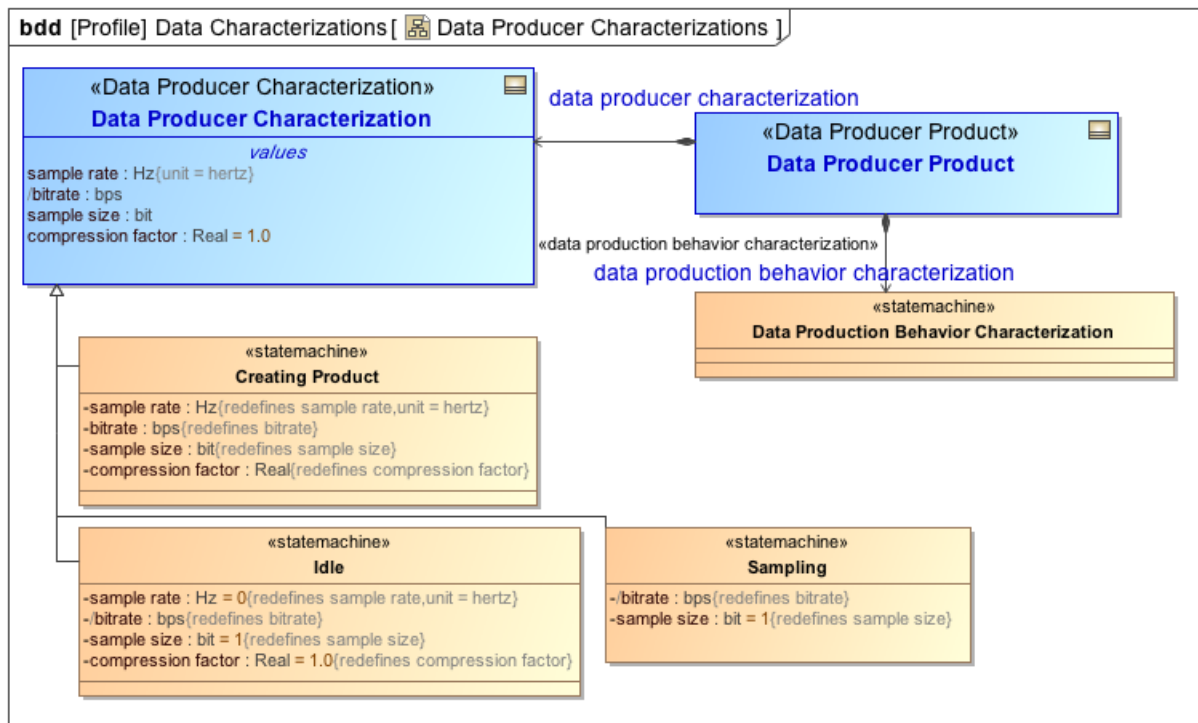 bdd [Profile] Data Characterizations[ Data Producer Characterizations ]
«Data Producer Characterization»
Data Producer Characterization
values
sample rate : Hz{unit = hertz}
/bitrate : bps
sample size : bit
compression factor : Real = 1.0
data producer characterization
«Data Producer Product»
Data Producer Product
«data production behavior characterization»
data production behavior characterization
«statemachine»
Data Production Behavior Characterization
«statemachine»
Creating Product
-sample rate : Hz{redefines sample rate,unit = hertz}
-bitrate : bps{redefines bitrate}
-sample size : bit{redefines sample size}
-compression factor : Real{redefines compression factor}
«statemachine»
Idle
-sample rate : Hz = 0{redefines sample rate,unit = hertz}
-/bitrate : bps{redefines bitrate}
-sample size : bit = 1{redefines sample size}
-compression factor : Real = 1.0{redefines compression factor}
«statemachine»
Sampling
-/bitrate : bps{redefines bitrate}
-sample size : bit = 1{redefines sample size}